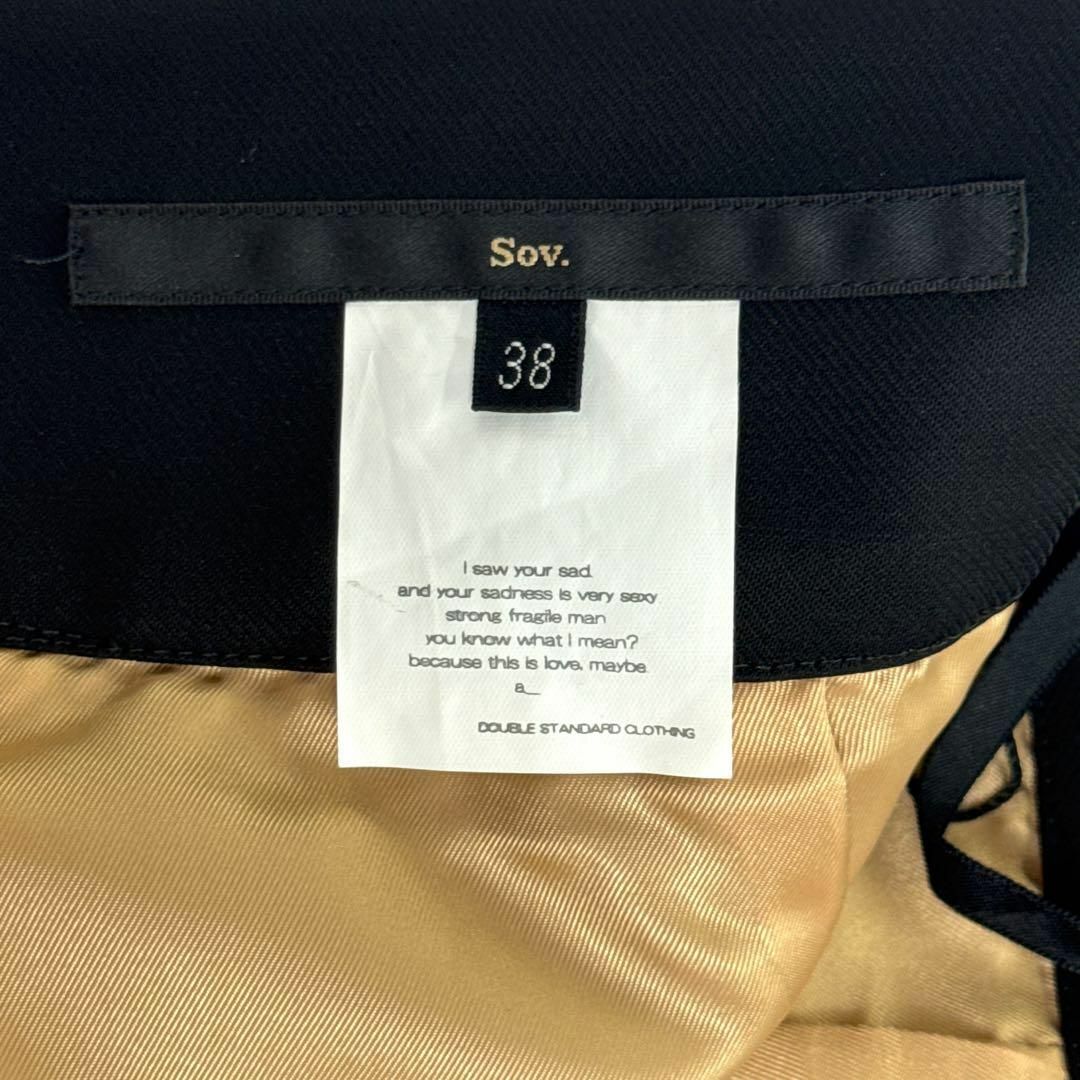 Sov.
38
I saw your sad
and your sadness is very sexy
strong fragile man
you know what I mean?
because this is love, maybe
a__
DOUBLE STANDARD CLOTHING